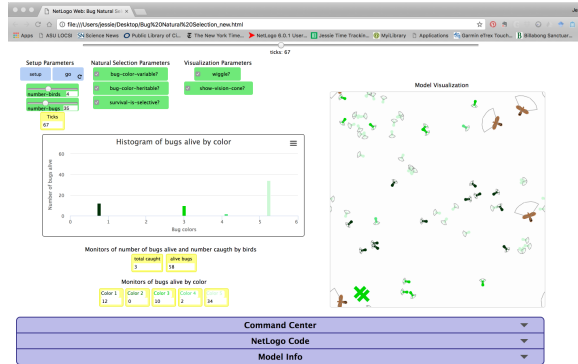 NetLogo Web: Bug Natural Sel
file:///Users/jessie/Desktop/Bug%20Natural%20Selection_new.html
Apps ASU LOCSI Science News Public Library of Ci... The New York Time... NetLogo 6.0.1 User... Jessie Time Trackin... MyiLibrary Applications Garmin eTrex Touch... Billabong Sanctuar...
ticks: 67
Setup Parameters Natural Selection Parameters Visualization Parameters
setup go bug-color-variable? wiggle?
number-birds 4 bug-color-heritable? show-vision-cone?
number-bugs 36 survival-is-selective?
Model Visualization
Ticks
67
Histogram of bugs alive by color
Number of bugs alive
60
40
20
0
0 1 2 3 4 5 6
Bug colors
Monitors of number of bugs alive and number caugth by birds
total caught alive bugs
3 58
Monitors of bugs alive by color
Color 1 Color 2 Color 3 Color 4
12 0 10 2 34
Command Center
NetLogo Code
Model Info